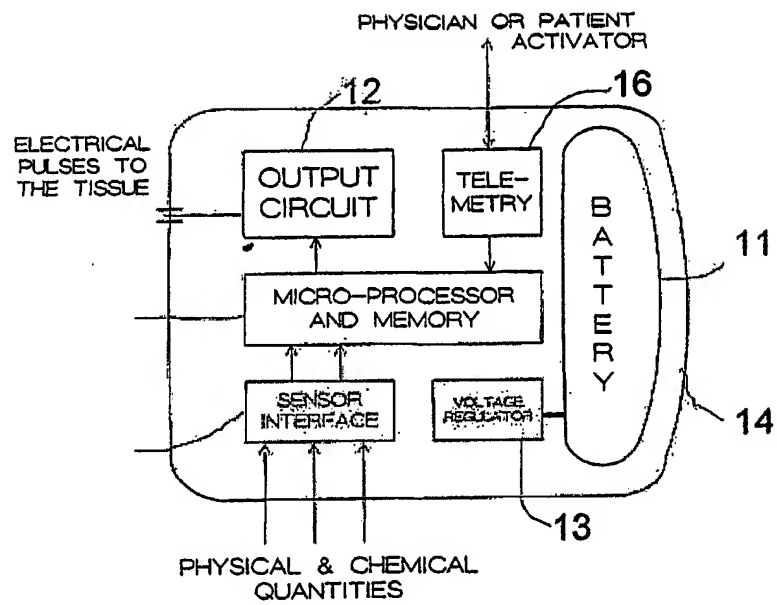 PHYSICIAN OR PATIENT
ACTIVATOR
12
16
ELECTRICAL
PULSES TO
THE TISSUE
OUTPUT
CIRCUIT
TELE-
METRY
BATTERY
11
MICRO-PROCESSOR
AND MEMORY
SENSOR
INTERFACE
VOLTAGE
REGULATOR
14
13
PHYSICAL & CHEMICAL
QUANTITIES